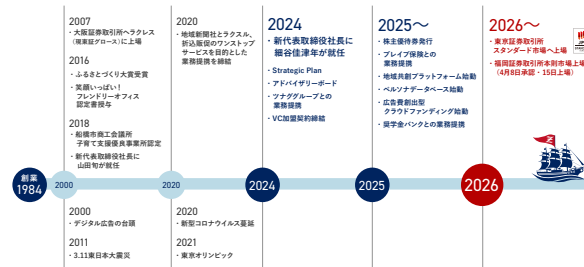 2007
・大阪証券取引所ヘラクレス
（現東証グロース）に上場
2016
・ふるさとづくり大賞受賞
・笑顔いっぱい！
フレンドリーオフィス
認定書授与
2018
・船橋市商工会議所
子育て支援優良事業所認定
・新代表取締役社長に
山田旬が就任
2020
・地域新聞社とラクスル、
折込販促のワンストップ
サービスを目的とした
業務提携を締結
2024
・新代表取締役社長に
細谷佳津年が就任
・Strategic Plan
・アドバイザリーボード
・ツナググループとの
業務提携
・VC加盟契約締結
2025～
・株主優待券発行
・ブレイブ保険との
業務提携
・地域共創プラットフォーム始動
・ペルソナデータベース始動
・広告費創出型
クラウドファンディング始動
・奨学金バンクとの業務提携
2026～
・東京証券取引所
スタンダード市場へ上場
・福岡証券取引所本則市場上場
（4月8日承認・15日上場）
創業
1984
2000
2020
2024
2025
2026
2000
・デジタル広告の台頭
2011
・3.11東日本大震災
2020
・新型コロナウイルス蔓延
2021
・東京オリンピック